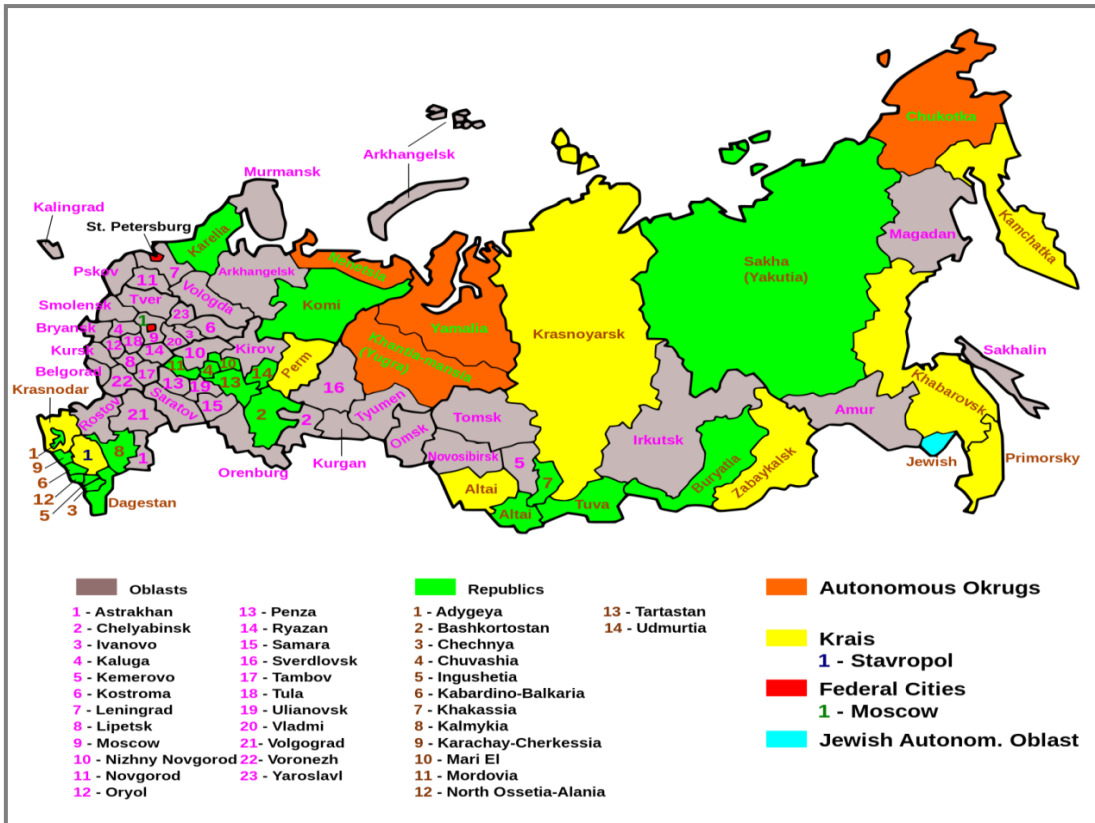 Chukotka
Arkhangelsk
Murmansk
Kalingrad
St. Petersburg
Karelia
Kamchatka
Magadan
Pskov
7
Arkhangelsk
Nenetsia
Sakha
(Yakutia)
11
Vologda
Smolensk
Tver
23
Komi
Yamalia
Krasnoyarsk
Bryansk
4
1
9
3
6
Khantia-mansia
(Yugra)
Kursk
12
18
14
20
10
Kirov
Perm
Sakhalin
Belgorad
8
17
11
4
10
14
Krasnodar
22
13
19
13
16
Khabarovsk
Rostov
21
Saratov
15
2
2
Tyumen
Tomsk
Amur
Omsk
Irkutsk
1
1
8
1
Orenburg
Kurgan
Novosibirsk
5
Buryatia
Zabaykalsk
Jewish
Primorsky
9
6
12
5
3
Dagestan
Altai
7
Altai
Tuva
Oblasts
1 - Astrakhan
2 - Chelyabinsk
3 - Ivanovo
4 - Kaluga
5 - Kemerovo
6 - Kostroma
7 - Leningrad
8 - Lipetsk
9 - Moscow
10 - Nizhny Novgorod
11 - Novgorod
12 - Oryol
13 - Penza
14 - Ryazan
15 - Samara
16 - Sverdlovsk
17 - Tambov
18 - Tula
19 - Ulianovsk
20 - Vladmi
21- Volgograd
22- Voronezh
23 - Yaroslavl
Republics
1 - Adygeya
2 - Bashkortostan
3 - Chechnya
4 - Chuvashia
5 - Ingushetia
6 - Kabardino-Balkaria
7 - Khakassia
8 - Kalmykia
9 - Karachay-Cherkessia
10 - Mari El
11 - Mordovia
12 - North Ossetia-Alania
13 - Tartastan
14 - Udmurtia
Autonomous Okrugs
Krais
1 - Stavropol
Federal Cities
1 - Moscow
Jewish Autonom. Oblast